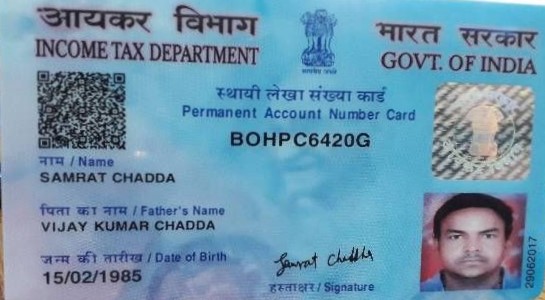 आयकर विभाग
INCOME TAX DEPARTMENT
भारत सरकार
GOVT. OF INDIA
स्थायी लेखा संख्या कार्ड
Permanent Account Number Card
BOHPC6420G
नाम / Name
SAMRAT CHADDA
पिता का नाम / Father's Name
VIJAY KUMAR CHADDA
जन्म की तारीख / Date of Birth
15/02/1985
Samrat Chadda
हस्ताक्षर / Signature
29062017